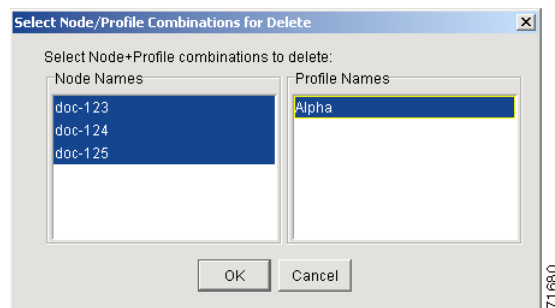 Select Node/Profile Combinations for Delete
Select Node+Profile combinations to delete:
Node Names
doc-123
doc-124
doc-125
Profile Names
Alpha
OK
Cancel
71680